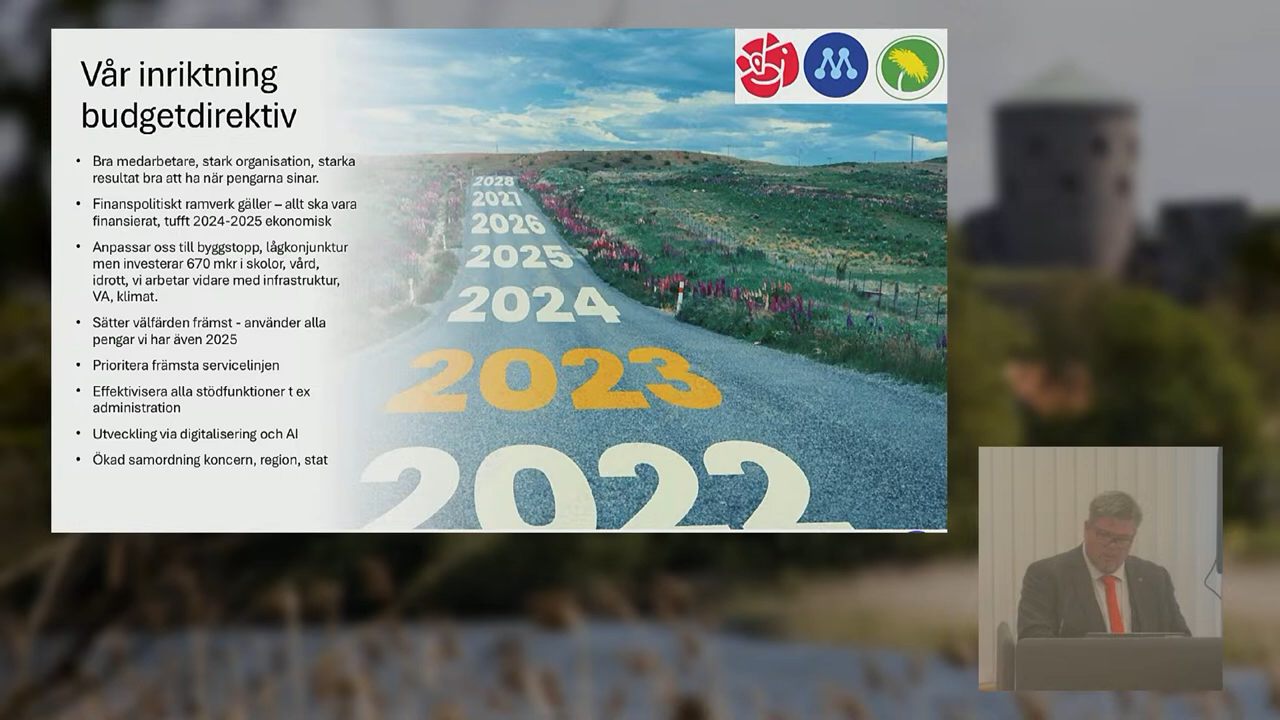 Vår inriktning
budgetdirektiv
• Bra medarbetare, stark organisation, starka
resultat bra att ha när pengarna sinar.
• Finanspolitiskt ramverk gäller – allt ska vara
finansierat, tufft 2024-2025 ekonomisk
• Anpassar oss till byggstopp, lågkonjunktur
men investerar 670 mkr i skolor, vård,
idrott, vi arbetar vidare med infrastruktur,
VA, klimat.
• Sätter välfärden främst - använder alla
pengar vi har även 2025
• Prioritera främsta servicelinjen
• Effektivisera alla stödfunktioner t ex
administration
• Utveckling via digitalisering och AI
• Ökad samordning koncern, region, stat
M
2028
2027
2026
2025
2024
2023
2022